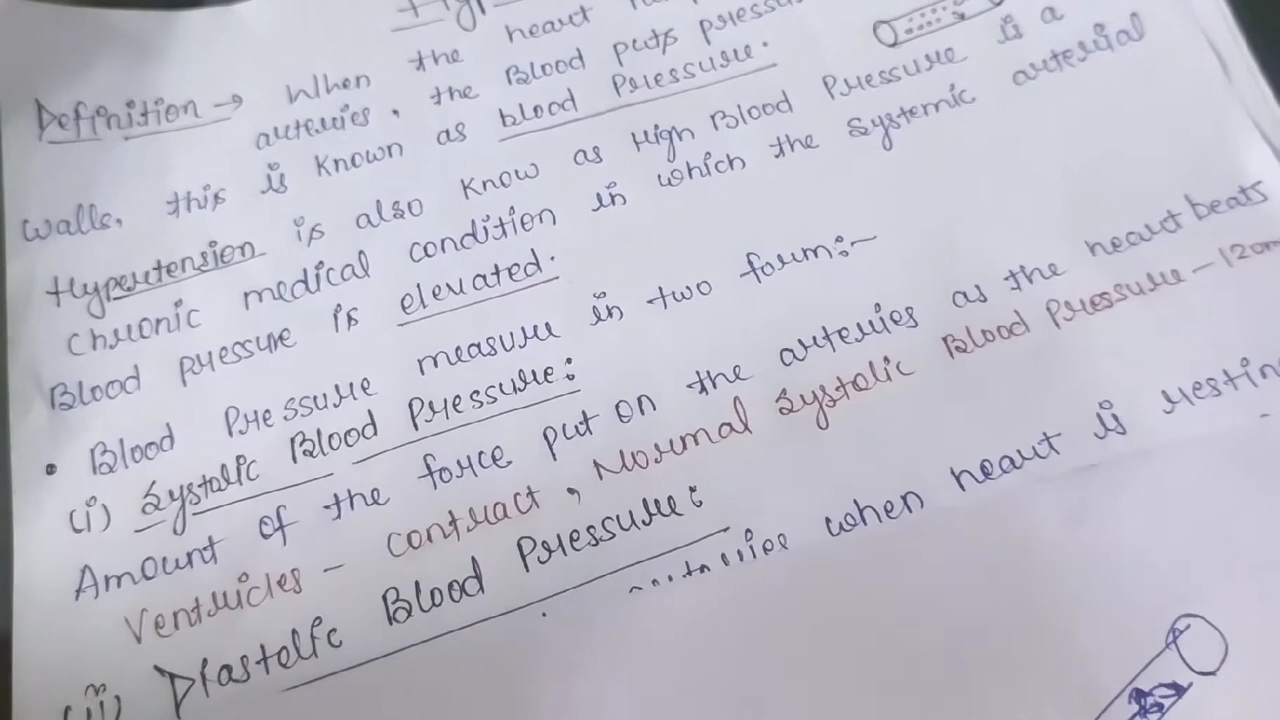 Definition → When the heart
arteries, the Blood puts
walls, this is known as blood Pressure.
Hypertension is also know as High Blood Pressure is a
chronic medical condition in which the systemic arterial
Blood pressure is elevated.
• Blood Pressure measure in two form:-
(i) Systolic Blood Pressure:
Amount of the force put on the arteries as the heart beats
Ventricles - contract, Normal Systolic Blood Pressure - 120
(ii) Diastolic Blood Pressure:
when heart is